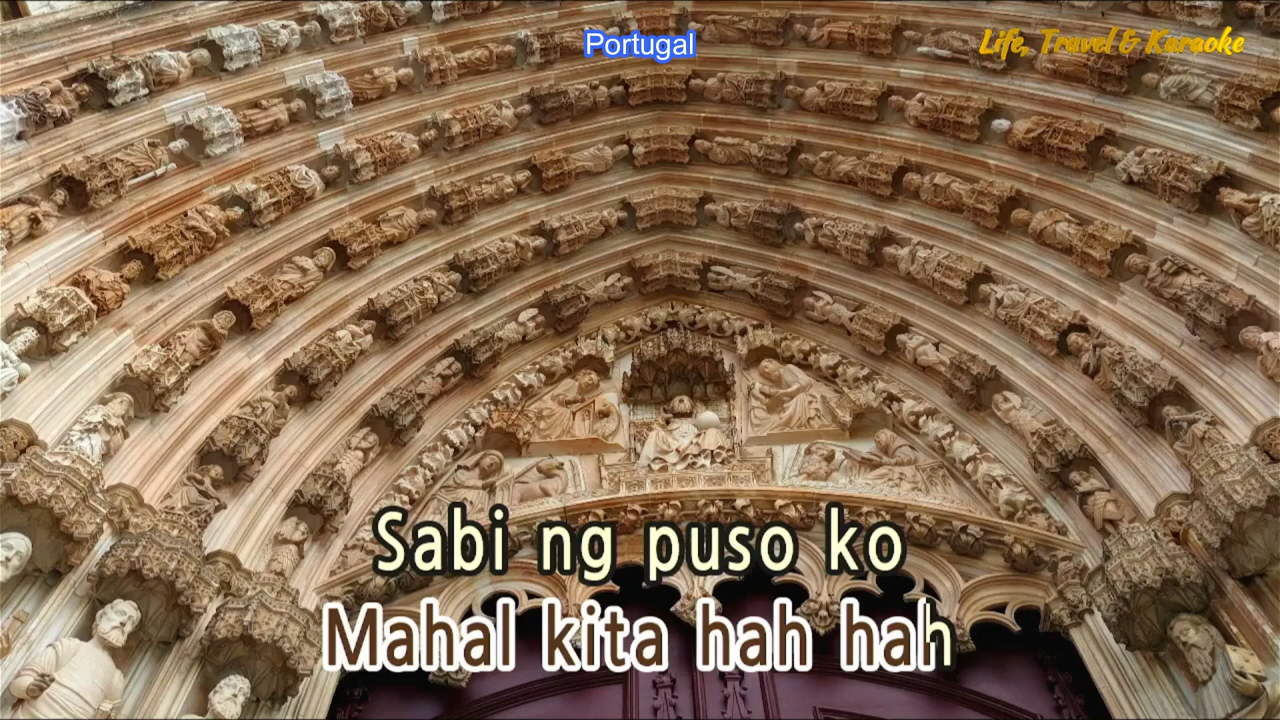 Portugal
Life, Travel & Karaoke
Sabi ng puso ko
Mahal kita hah hah